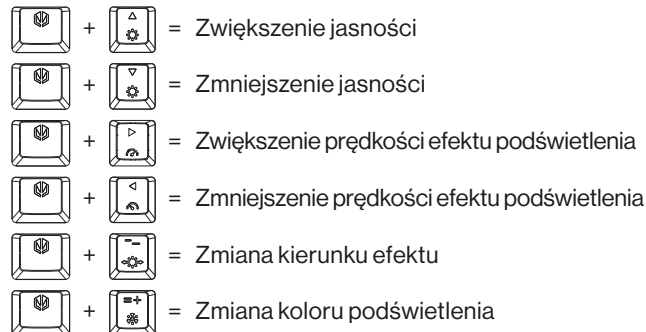 + = Zwiększenie jasności
+ = Zmniejszenie jasności
+ = Zwiększenie prędkości efektu podświetlenia
+ = Zmniejszenie prędkości efektu podświetlenia
+ -_ = Zmiana kierunku efektu
+ =+ = Zmiana koloru podświetlenia